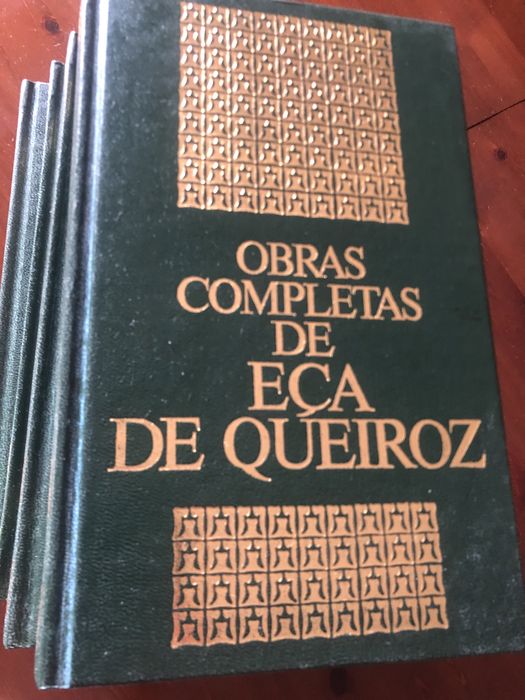 OBRAS
COMPLETAS
DE
EÇA
DE QUEIROZ